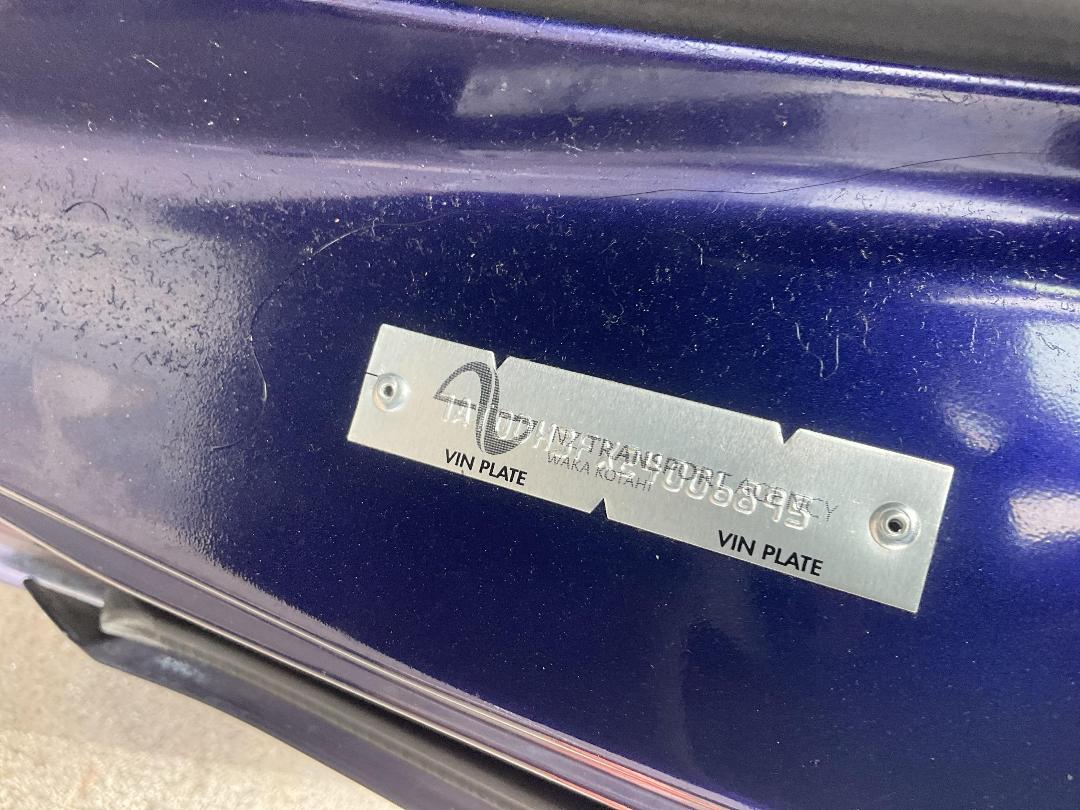 NZ TRANSPORT AGENCY
WAKA KOTAHI
VIN PLATE
VIN PLATE